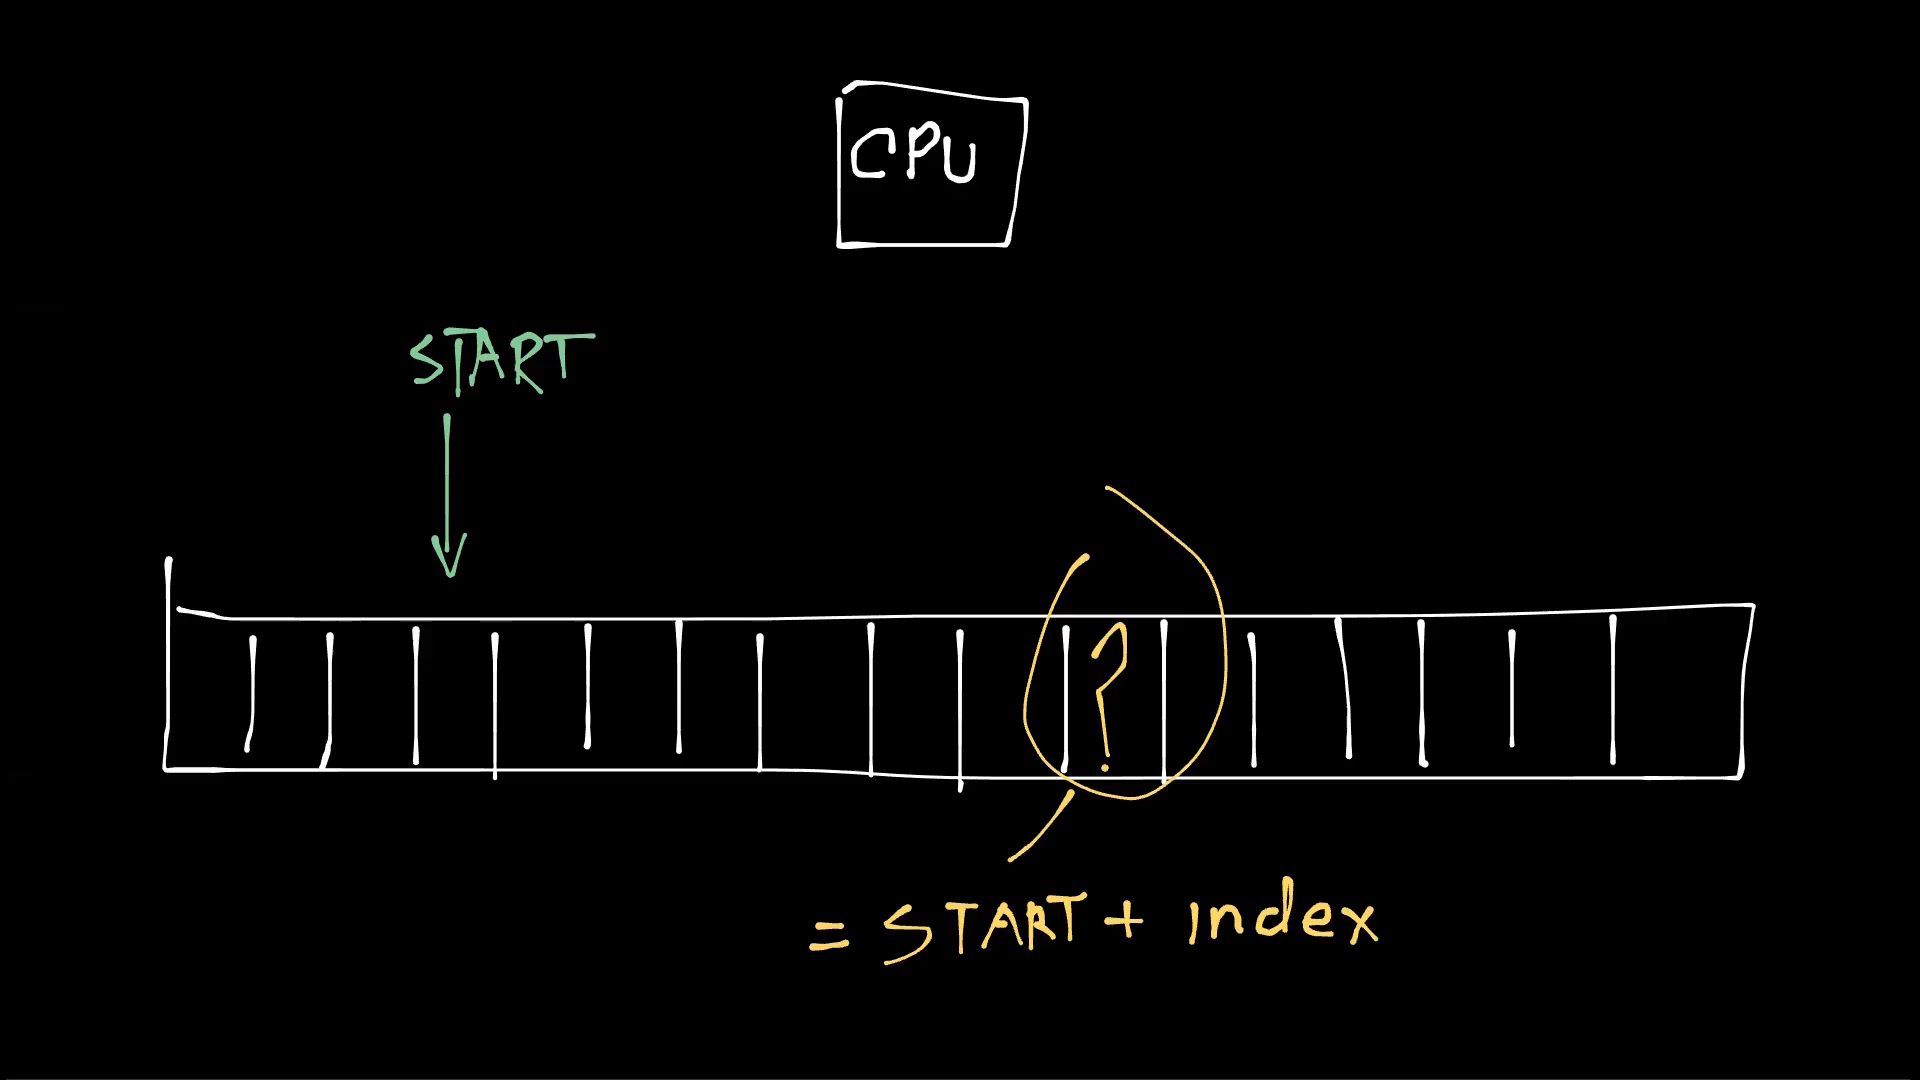 CPU
START
?
= START + index